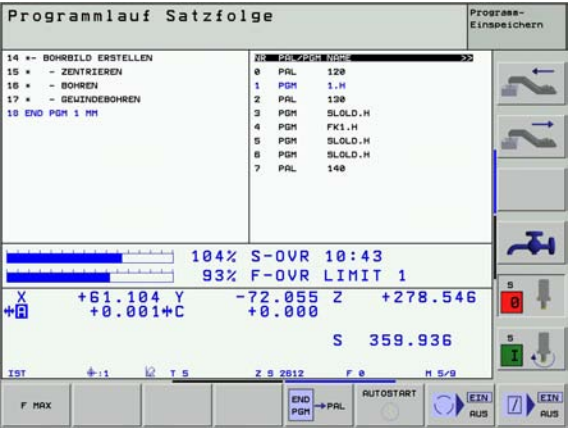 Programmlauf Satzfolge
Programm-
Einspeichern
14 *- BOHRBILD ERSTELLEN
15 * - ZENTRIEREN
16 * - BOHREN
17 * - GEWINDEBOHREN
18 END PGM 1 MM
NR PAL/PGM NAME >>
0 PAL 120
1 PGM 1.H
2 PAL 130
3 PGM SLOLD.H
4 PGM FK1.H
5 PGM SLOLD.H
6 PGM SLOLD.H
7 PAL 140
104% S-OVR 10:43
93% F-OVR LIMIT 1
X +61.104 Y -72.055 Z +278.546
A +0.001 C +0.000
S 359.936
IST :1 T 5 Z S 2612 F 0 M 5/9
S
0
S
I
F MAX
END PGM → PAL
AUTOSTART
EIN
AUS
EIN
AUS